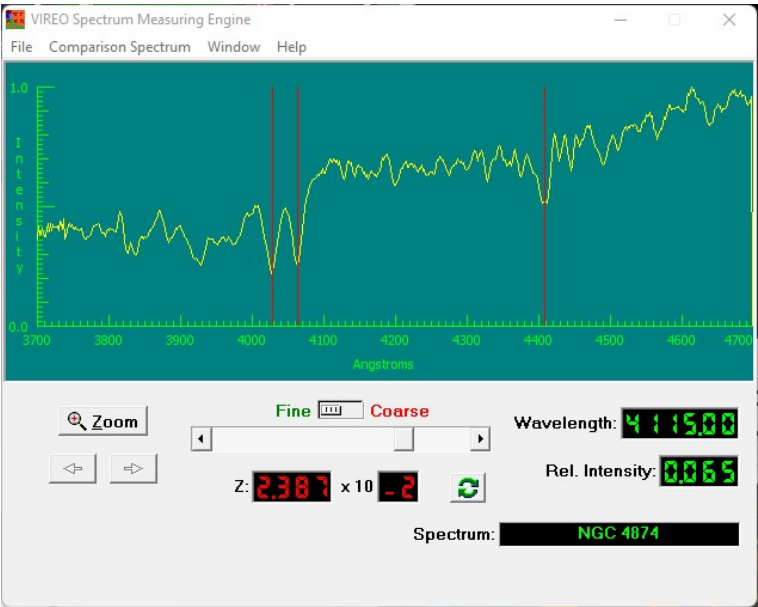 VIREO Spectrum Measuring Engine
File Comparison Spectrum Window Help
1.0
Intensity
0.0
3700 3800 3900 4000 4100 4200 4300 4400 4500 4600 4700
Angstroms
Zoom
Fine Coarse
Wavelength: 4115.00
Rel. Intensity: 0.065
Z: 2.387 x 10 -2
Spectrum: NGC 4874